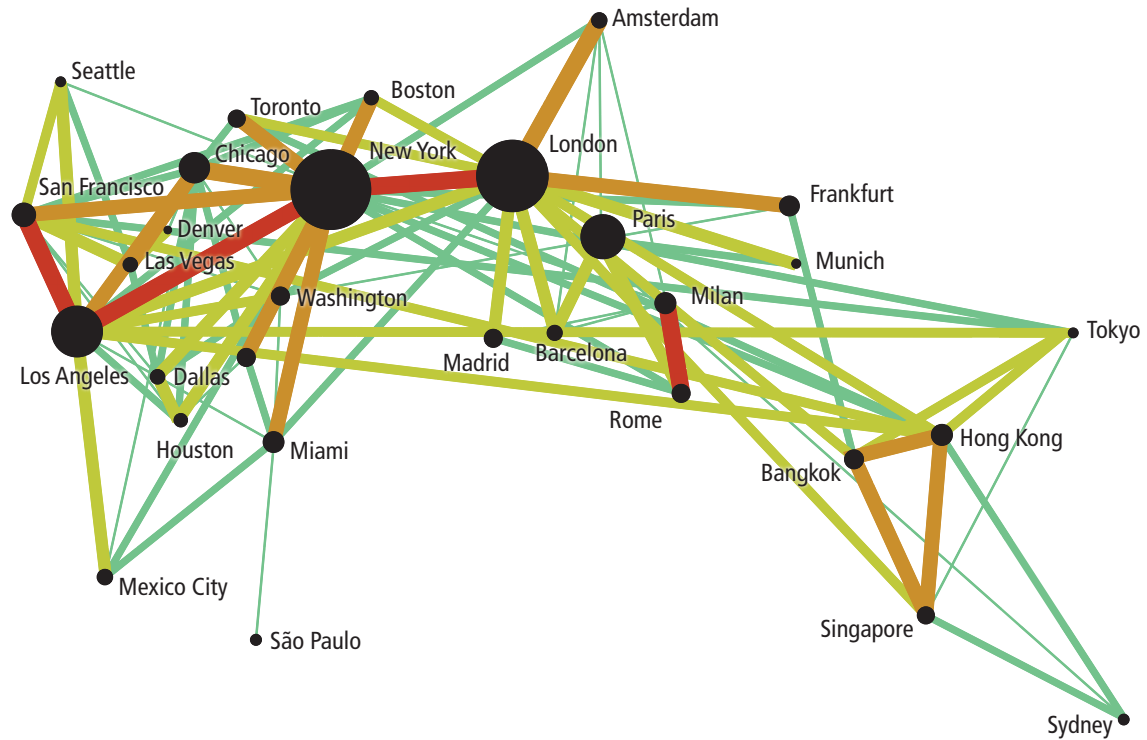 Amsterdam
Seattle
Boston
Toronto
London
New York
Chicago
San Francisco
Frankfurt
Paris
Denver
Las Vegas
Munich
Milan
Washington
Tokyo
Barcelona
Madrid
Los Angeles
Dallas
Rome
Hong Kong
Houston
Miami
Bangkok
Mexico City
Singapore
São Paulo
Sydney